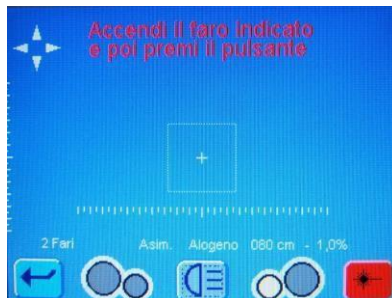 Accendi il faro indicato
e poi premi il pulsante
2 Fari Asim. Alogeno 080 cm - 1,0%